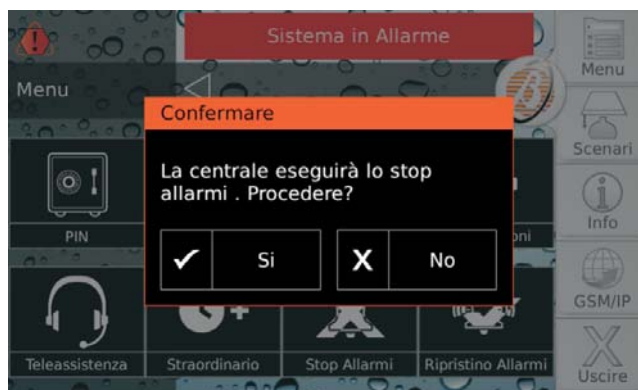 Sistema in Allarme
Menu
Menu
Confermare
La centrale eseguirà lo stop
allarmi . Procedere?
Si
X
No
Scenari
Info
PIN
oni
GSM/IP
Teleassistenza
Straordinario
Stop Allarmi
Ripristino Allarmi
Uscire